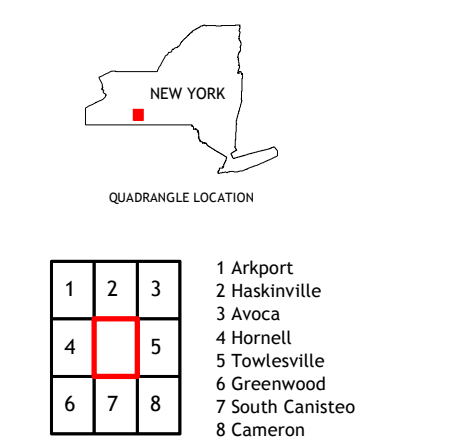 NEW YORK
QUADRANGLE LOCATION
1 2 3
4 5
6 7 8
1 Arkport
2 Haskinville
3 Avoca
4 Hornell
5 Towlesville
6 Greenwood
7 South Canisteo
8 Cameron